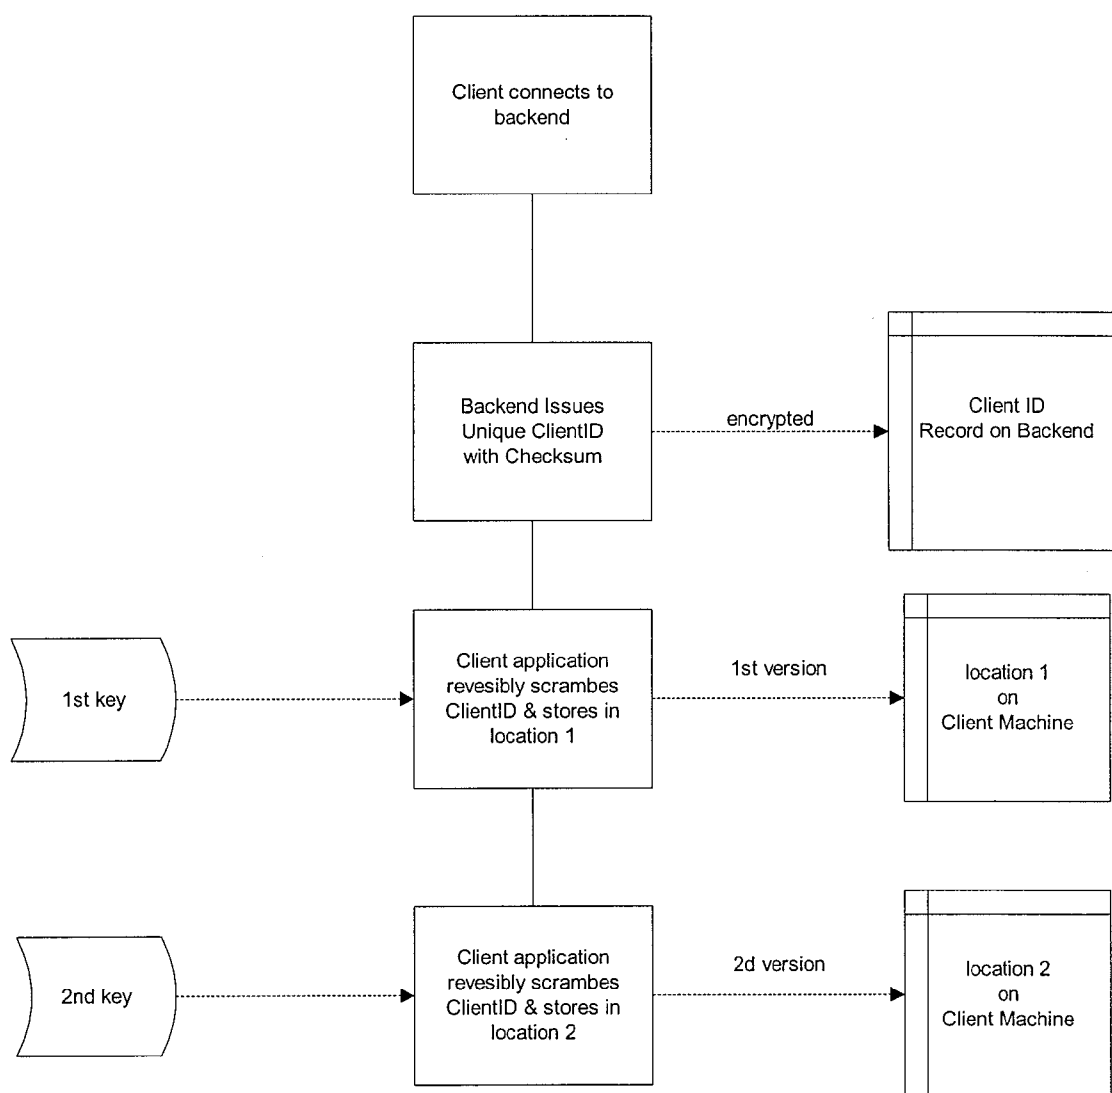 Client connects to
backend
Backend Issues
Unique ClientID
with Checksum
encrypted
Client ID
Record on Backend
1st key
Client application
revesibly scrambes
ClientID & stores in
location 1
1st version
location 1
on
Client Machine
2nd key
Client application
revesibly scrambes
ClientID & stores in
location 2
2d version
location 2
on
Client Machine